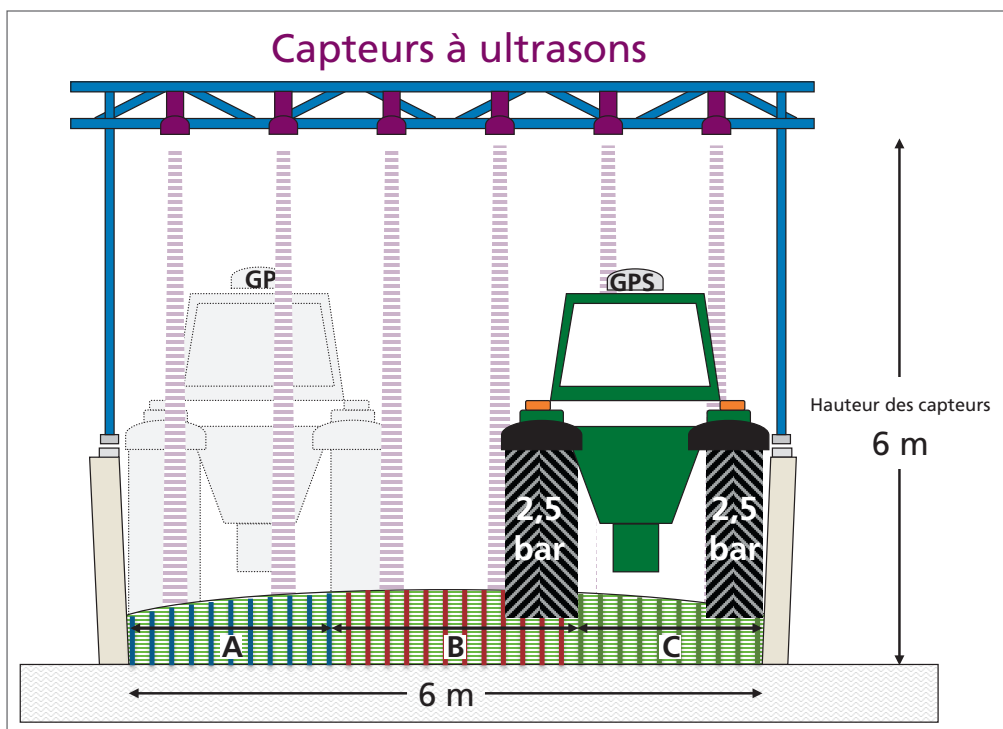 Capteurs à ultrasons
GP
GPS
Hauteur des capteurs
6 m
2,5
bar
2,5
bar
A
B
C
6 m